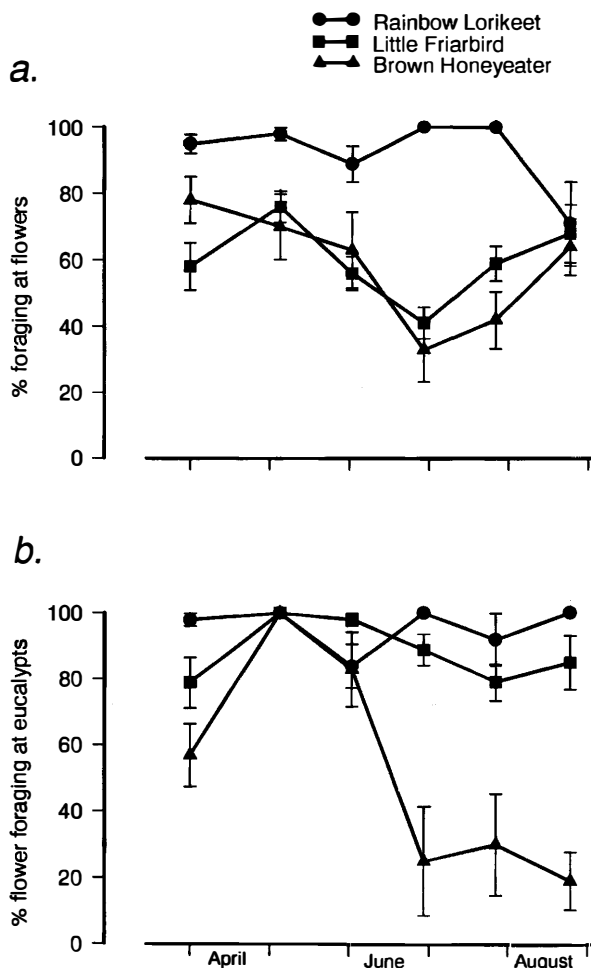 Rainbow Lorikeet
Little Friarbird
Brown Honeyeater
a.
100
80
60
40
20
0
% foraging at flowers
b.
100
80
60
40
20
0
% flower foraging at eucalypts
April June August